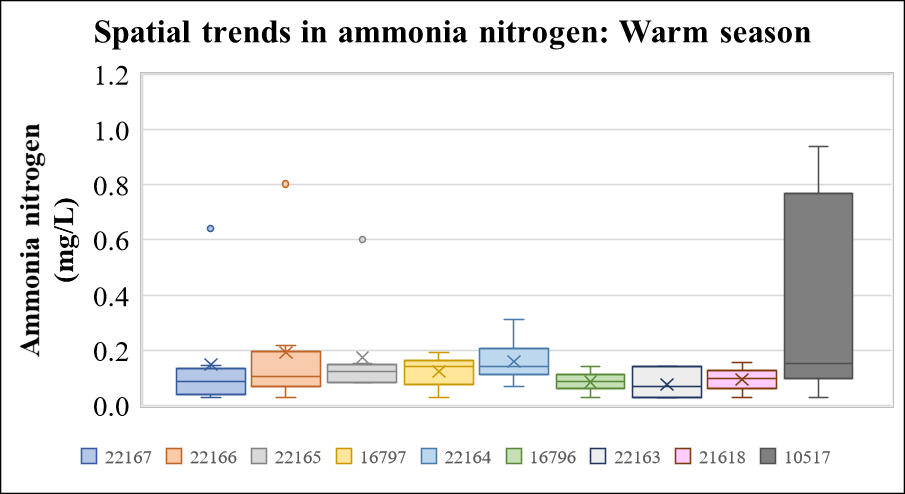 Spatial trends in ammonia nitrogen: Warm season
Ammonia nitrogen
(mg/L)
1.2
1.0
0.8
0.6
0.4
0.2
0.0
22167 22166 22165 16797 22164 16796 22163 21618 10517